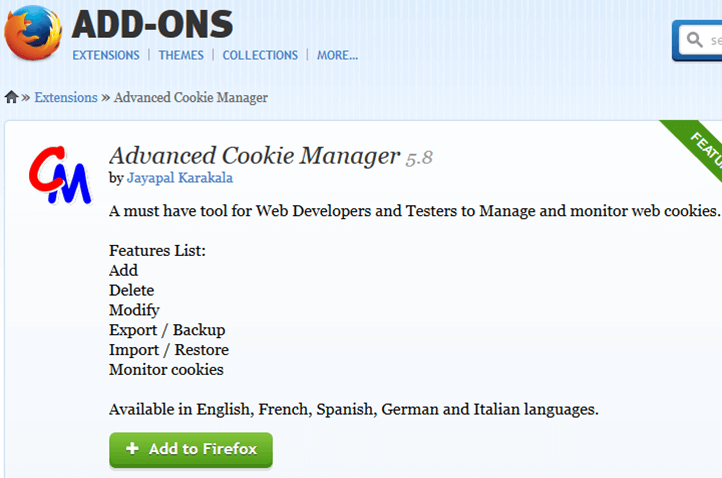 ADD-ONS
EXTENSIONS | THEMES | COLLECTIONS | MORE...
» Extensions » Advanced Cookie Manager
CM
Advanced Cookie Manager 5.8
by Jayapal Karakala
A must have tool for Web Developers and Testers to Manage and monitor web cookies.
Features List:
Add
Delete
Modify
Export / Backup
Import / Restore
Monitor cookies
Available in English, French, Spanish, German and Italian languages.
+ Add to Firefox